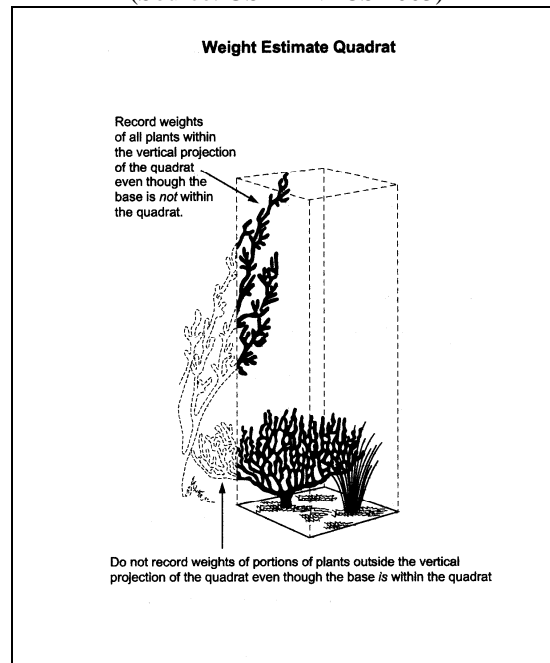 Weight Estimate Quadrat
Record weights
of all plants within
the vertical projection
of the quadrat
even though the
base is not within
the quadrat.
Do not record weights of portions of plants outside the vertical
projection of the quadrat even though the base is within the quadrat